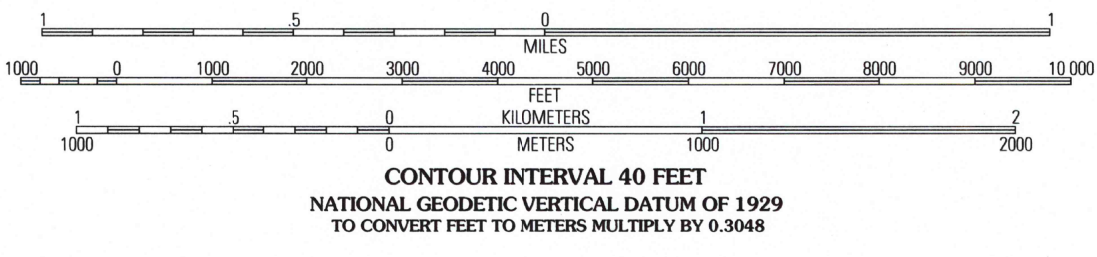 1 .5 0 1
MILES
1000 0 1000 2000 3000 4000 5000 6000 7000 8000 9000 10 000
FEET
1 .5 0 KILOMETERS 1 2
1000 0 METERS 1000 2000
CONTOUR INTERVAL 40 FEET
NATIONAL GEODETIC VERTICAL DATUM OF 1929
TO CONVERT FEET TO METERS MULTIPLY BY 0.3048